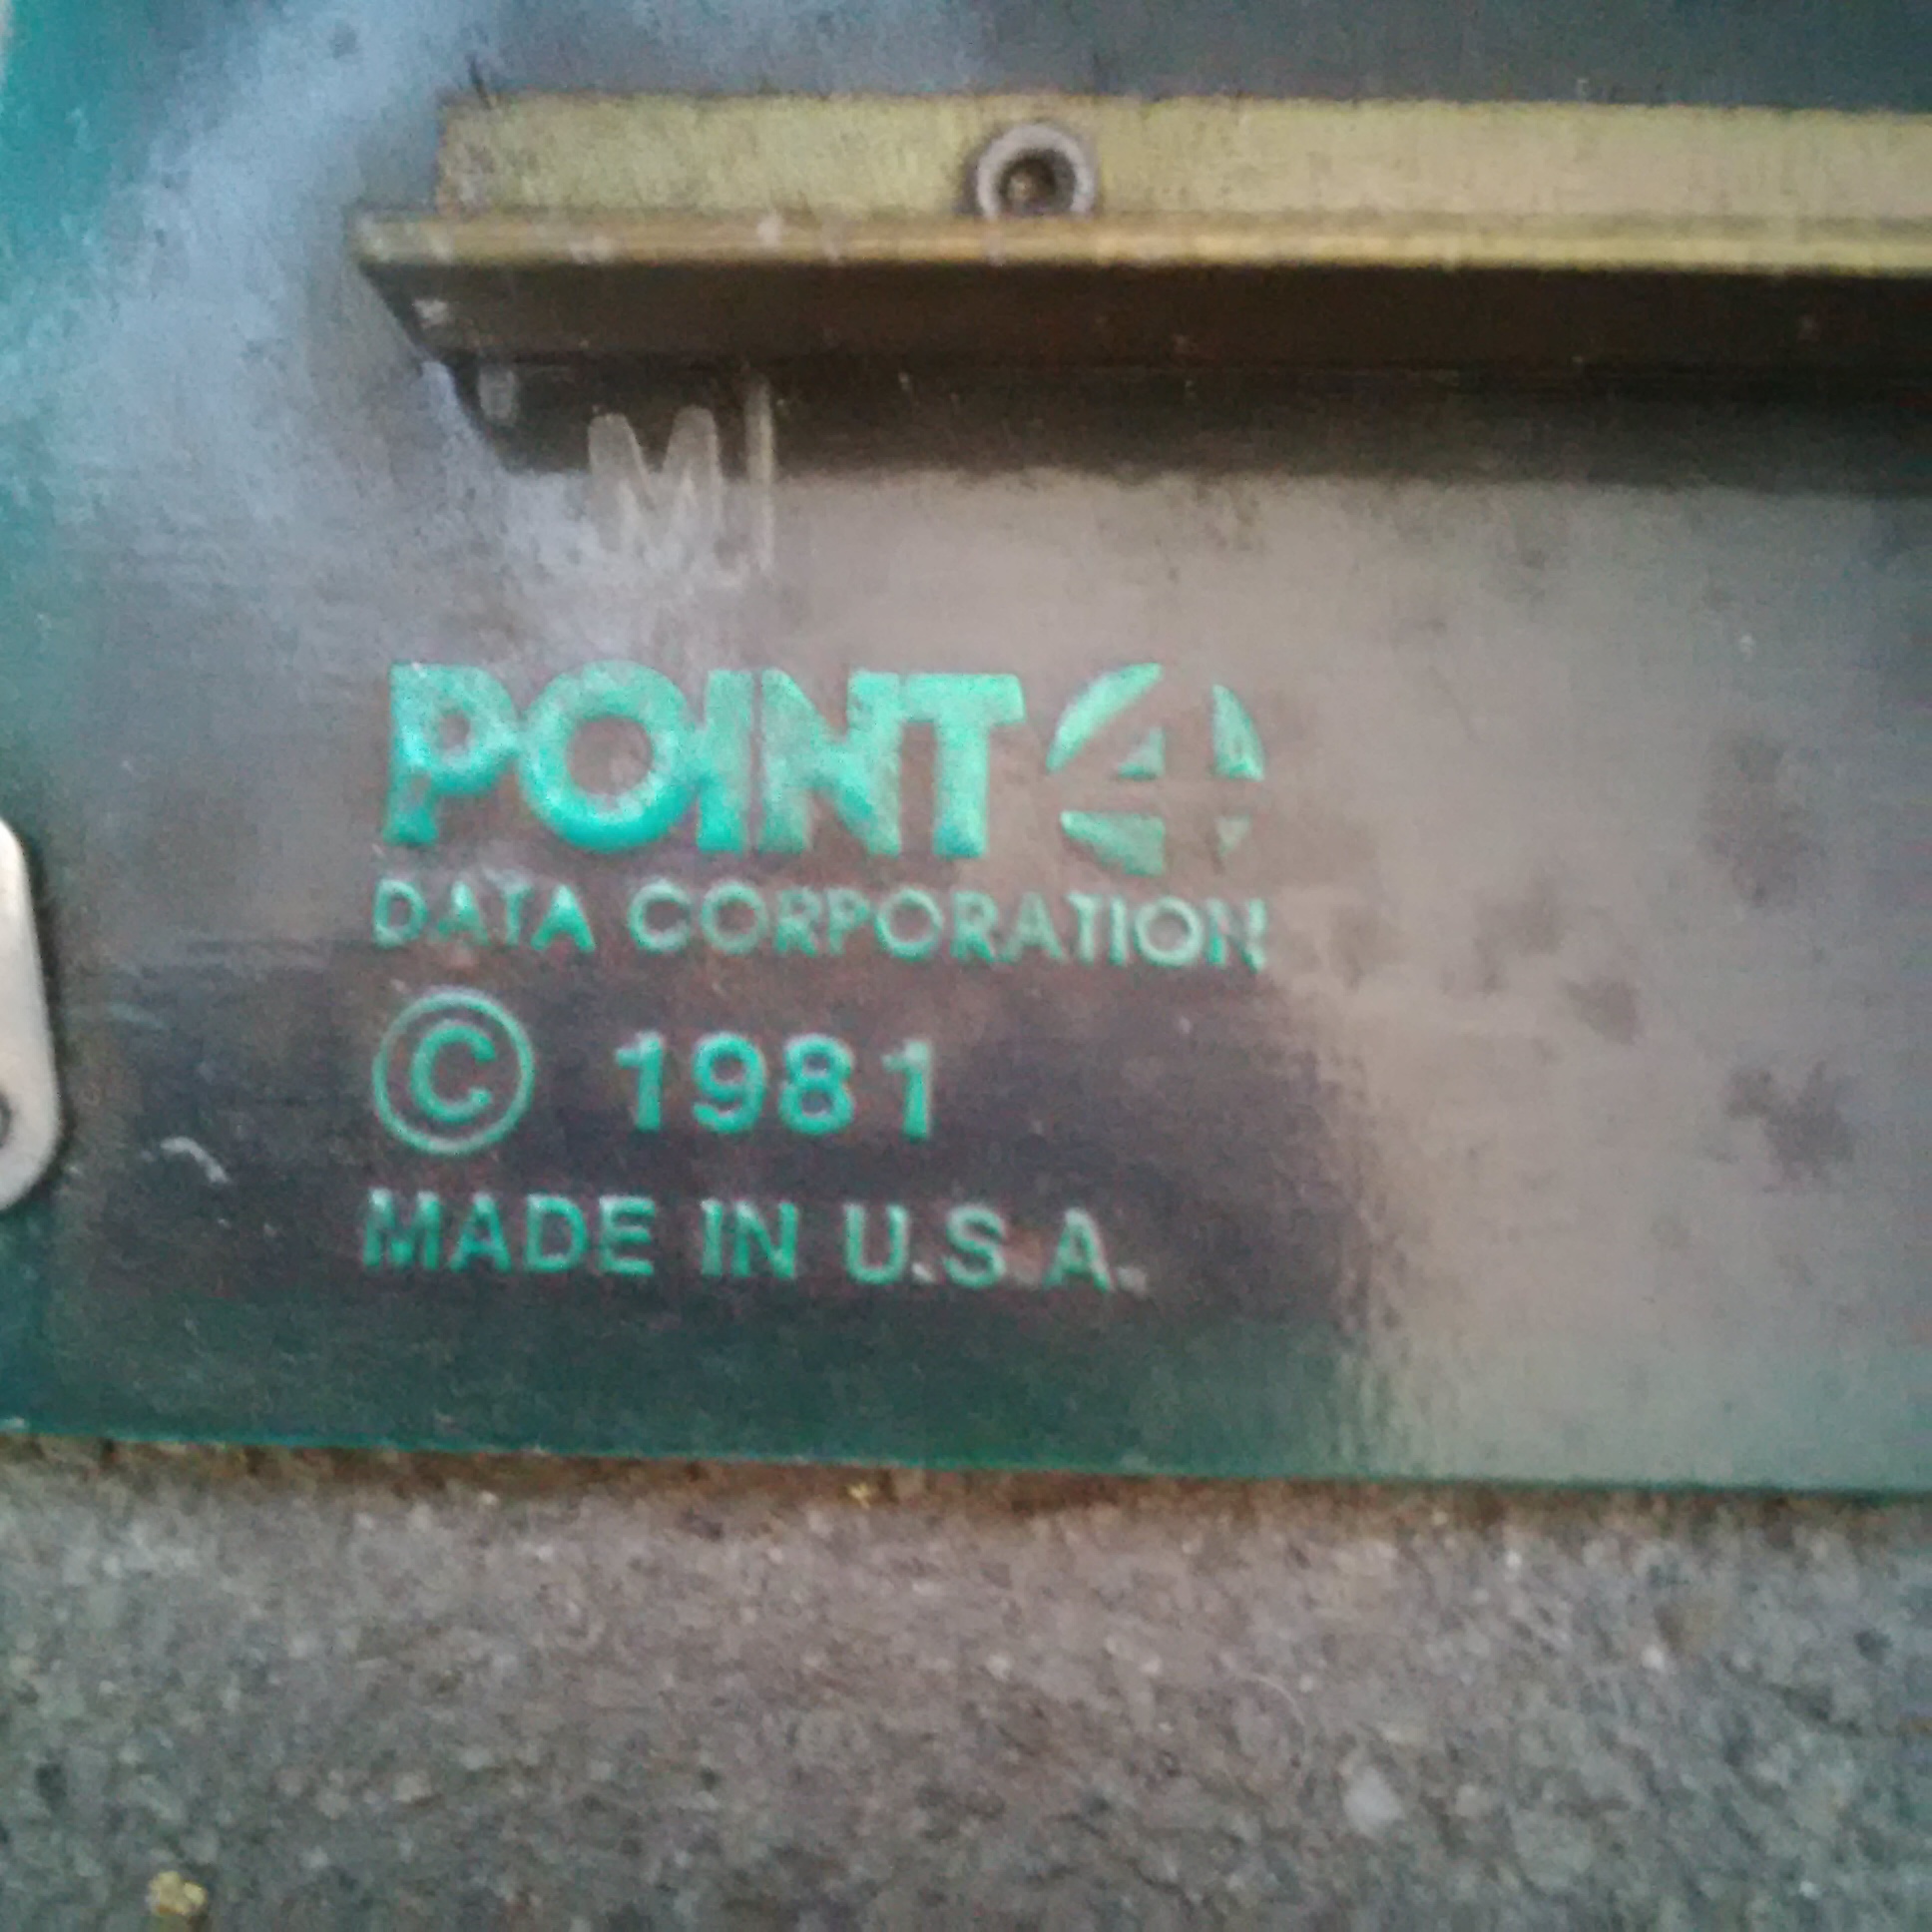 POINT 4
DATA CORPORATION
© 1981
MADE IN U.S.A.